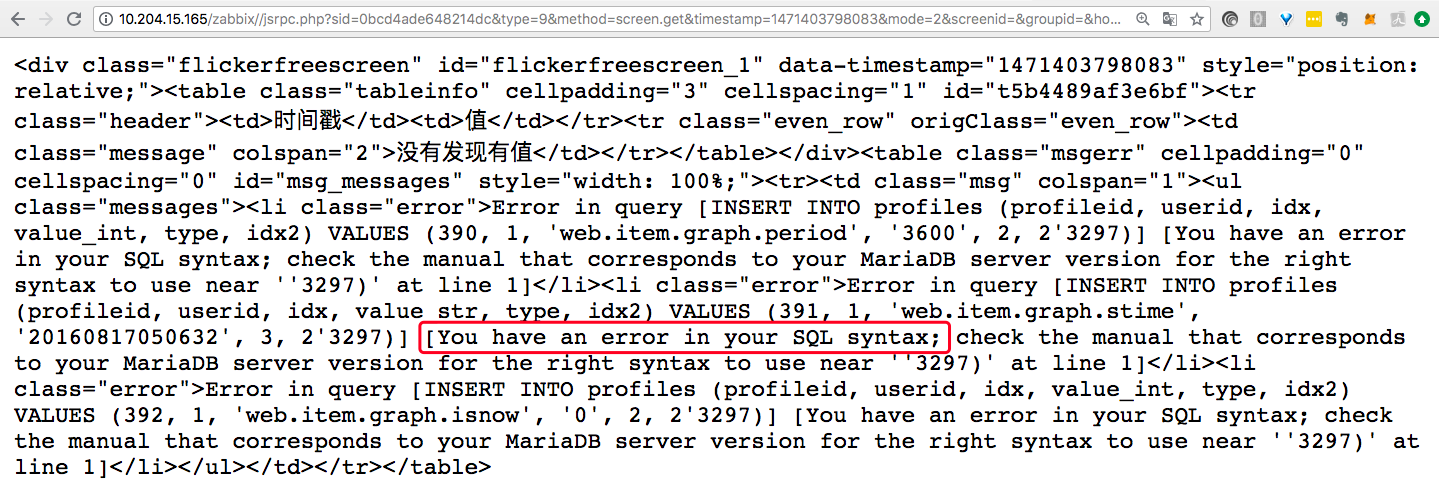 10.204.15.165/zabbix//jsrpc.php?sid=0bcd4ade648214dc&type=9&method=screen.get&timestamp=1471403798083&mode=2&screenid=&groupid=&ho...
<div class="flickerfreescreen" id="flickerfreescreen_1" data-timestamp="1471403798083" style="position:
relative;"><table class="tableinfo" cellpadding="3" cellspacing="1" id="t5b4489af3e6bf"><tr
class="header"><td>时间戳</td><td>值</td></tr><tr class="even_row" origClass="even_row"><td
class="message" colspan="2">没有发现有值</td></tr></table></div><table class="msgerr" cellpadding="0"
cellspacing="0" id="msg_messages" style="width: 100%;"><tr><td class="msg" colspan="1"><ul
class="messages"><li class="error">Error in query [INSERT INTO profiles (profileid, userid, idx,
value_int, type, idx2) VALUES (390, 1, 'web.item.graph.period', '3600', 2, 2'3297)] [You have an error
in your SQL syntax; check the manual that corresponds to your MariaDB server version for the right
syntax to use near ''3297)' at line 1]</li><li class="error">Error in query [INSERT INTO profiles
(profileid, userid, idx, value_str, type, idx2) VALUES (391, 1, 'web.item.graph.stime',
'20160817050632', 3, 2'3297)] [You have an error in your SQL syntax; check the manual that corresponds
to your MariaDB server version for the right syntax to use near ''3297)' at line 1]</li><li
class="error">Error in query [INSERT INTO profiles (profileid, userid, idx, value_int, type, idx2)
VALUES (392, 1, 'web.item.graph.isnow', '0', 2, 2'3297)] [You have an error in your SQL syntax; check
the manual that corresponds to your MariaDB server version for the right syntax to use near ''3297)' at
line 1]</li></ul></td></tr></table>